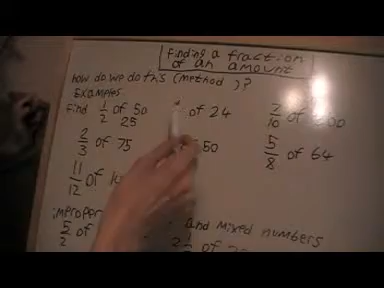 Finding a fraction
of an amount
How do we do this (method)?
Examples
Find 1/2 of 50
25
of 24
7/10 of
2/3 of 75
50
5/8 of 64
11/12 of
improper
and mixed numbers
5/2 of
of